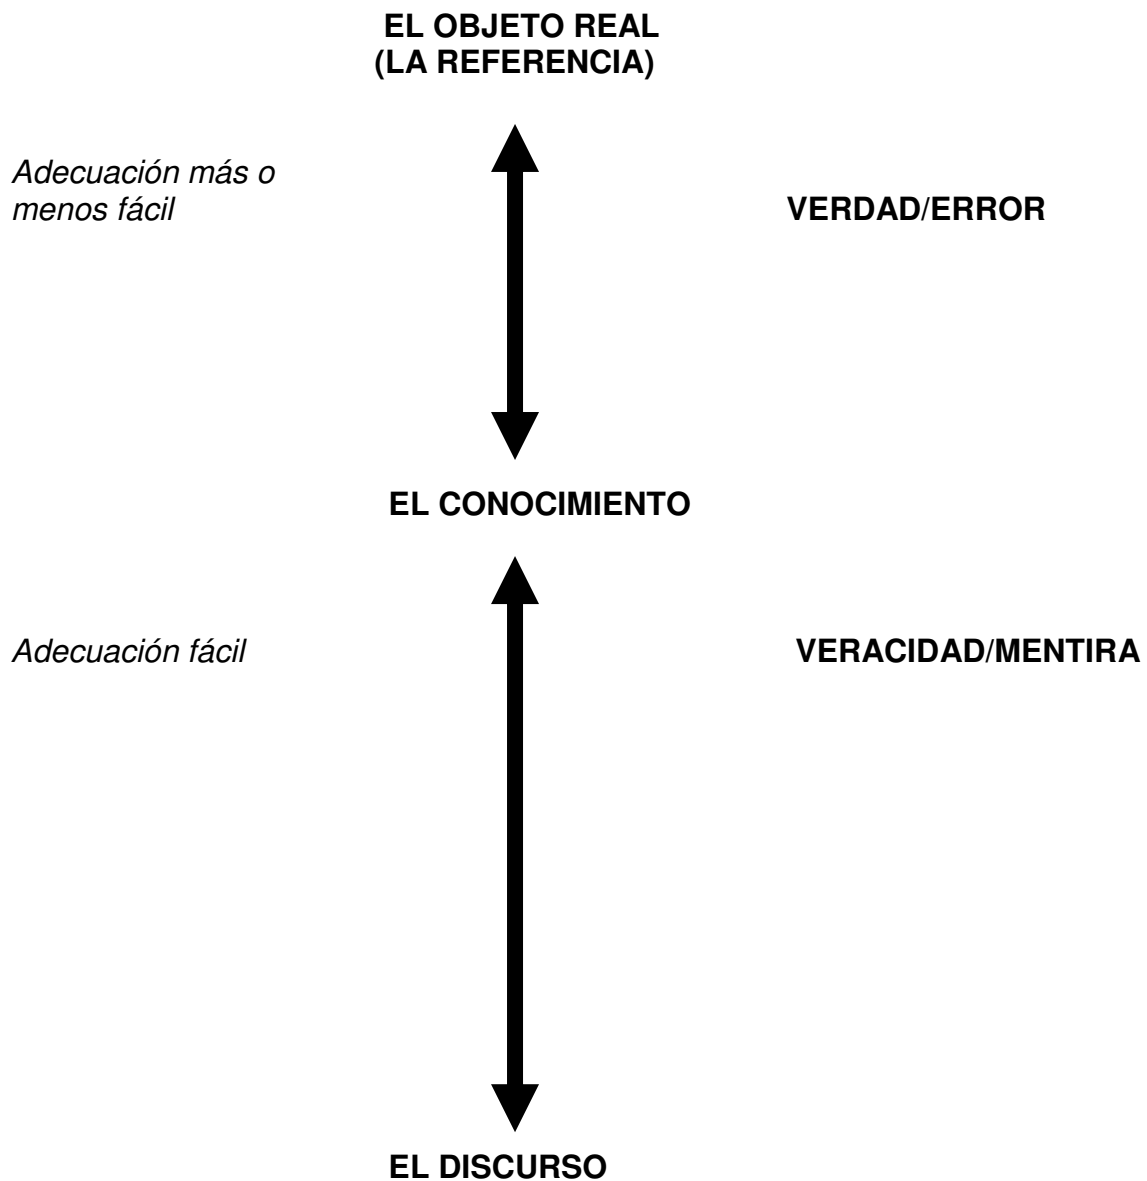 EL OBJETO REAL
(LA REFERENCIA)
Adecuación más o
menos fácil
VERDAD/ERROR
EL CONOCIMIENTO
Adecuación fácil
VERACIDAD/MENTIRA
EL DISCURSO